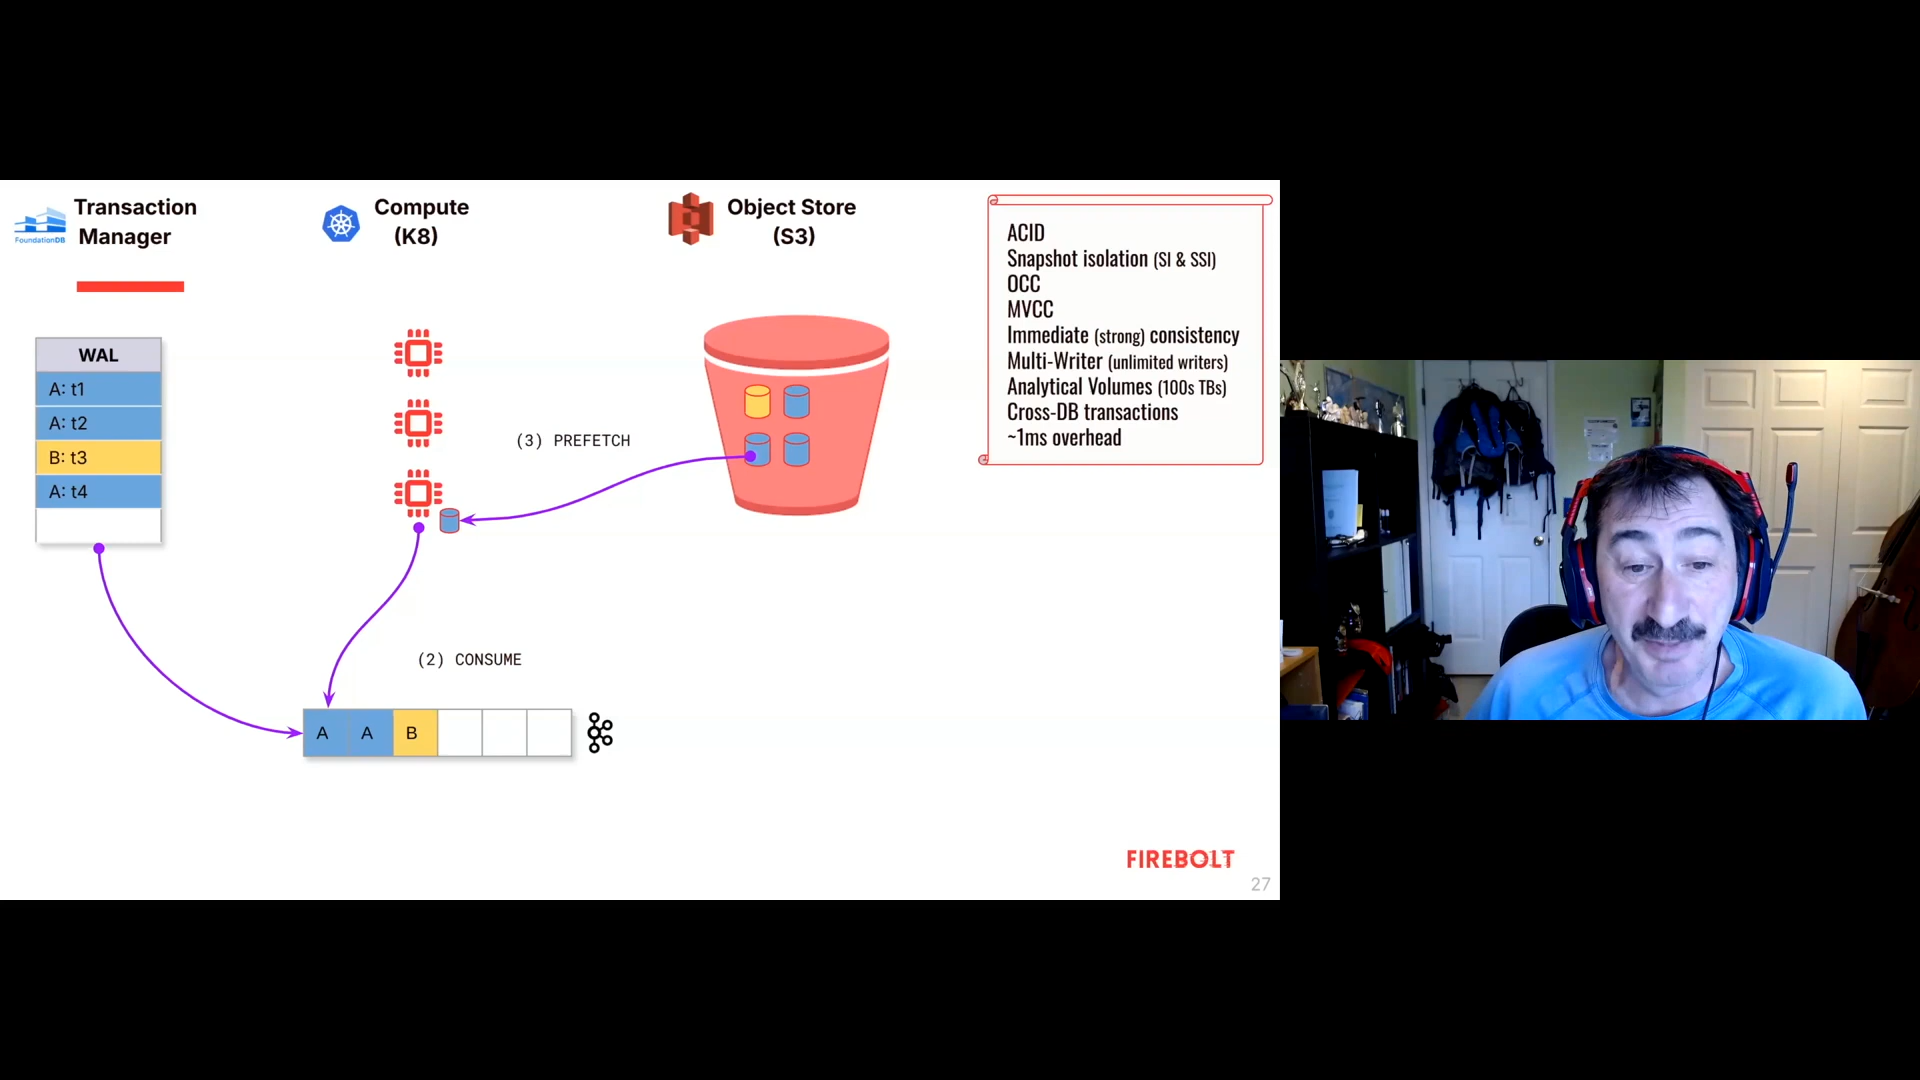 Transaction
Manager
FoundationDB
Compute
(K8)
Object Store
(S3)
WAL
A: t1
A: t2
B: t3
A: t4
(3) PREFETCH
(2) CONSUME
A A B
ACID
Snapshot isolation (SI & SSI)
OCC
MVCC
Immediate (strong) consistency
Multi-Writer (unlimited writers)
Analytical Volumes (100s TBs)
Cross-DB transactions
~1ms overhead
FIREBOLT
27